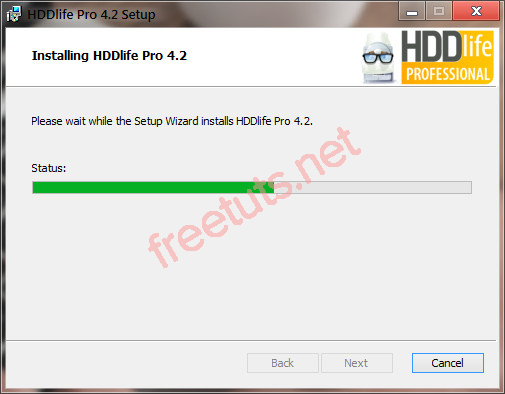 HDDlife Pro 4.2 Setup
Installing HDDlife Pro 4.2
HDDlife
PROFESSIONAL
Please wait while the Setup Wizard installs HDDlife Pro 4.2.
Status:
freetuts.net
Back Next Cancel